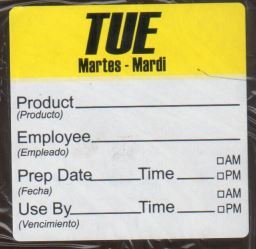 TUE
Martes - Mardi
Product
(Producto)
Employee
(Empleado)
□AM
Prep Date Time □PM
(Fecha)
□AM
Use By Time □PM
(Vencimiento)